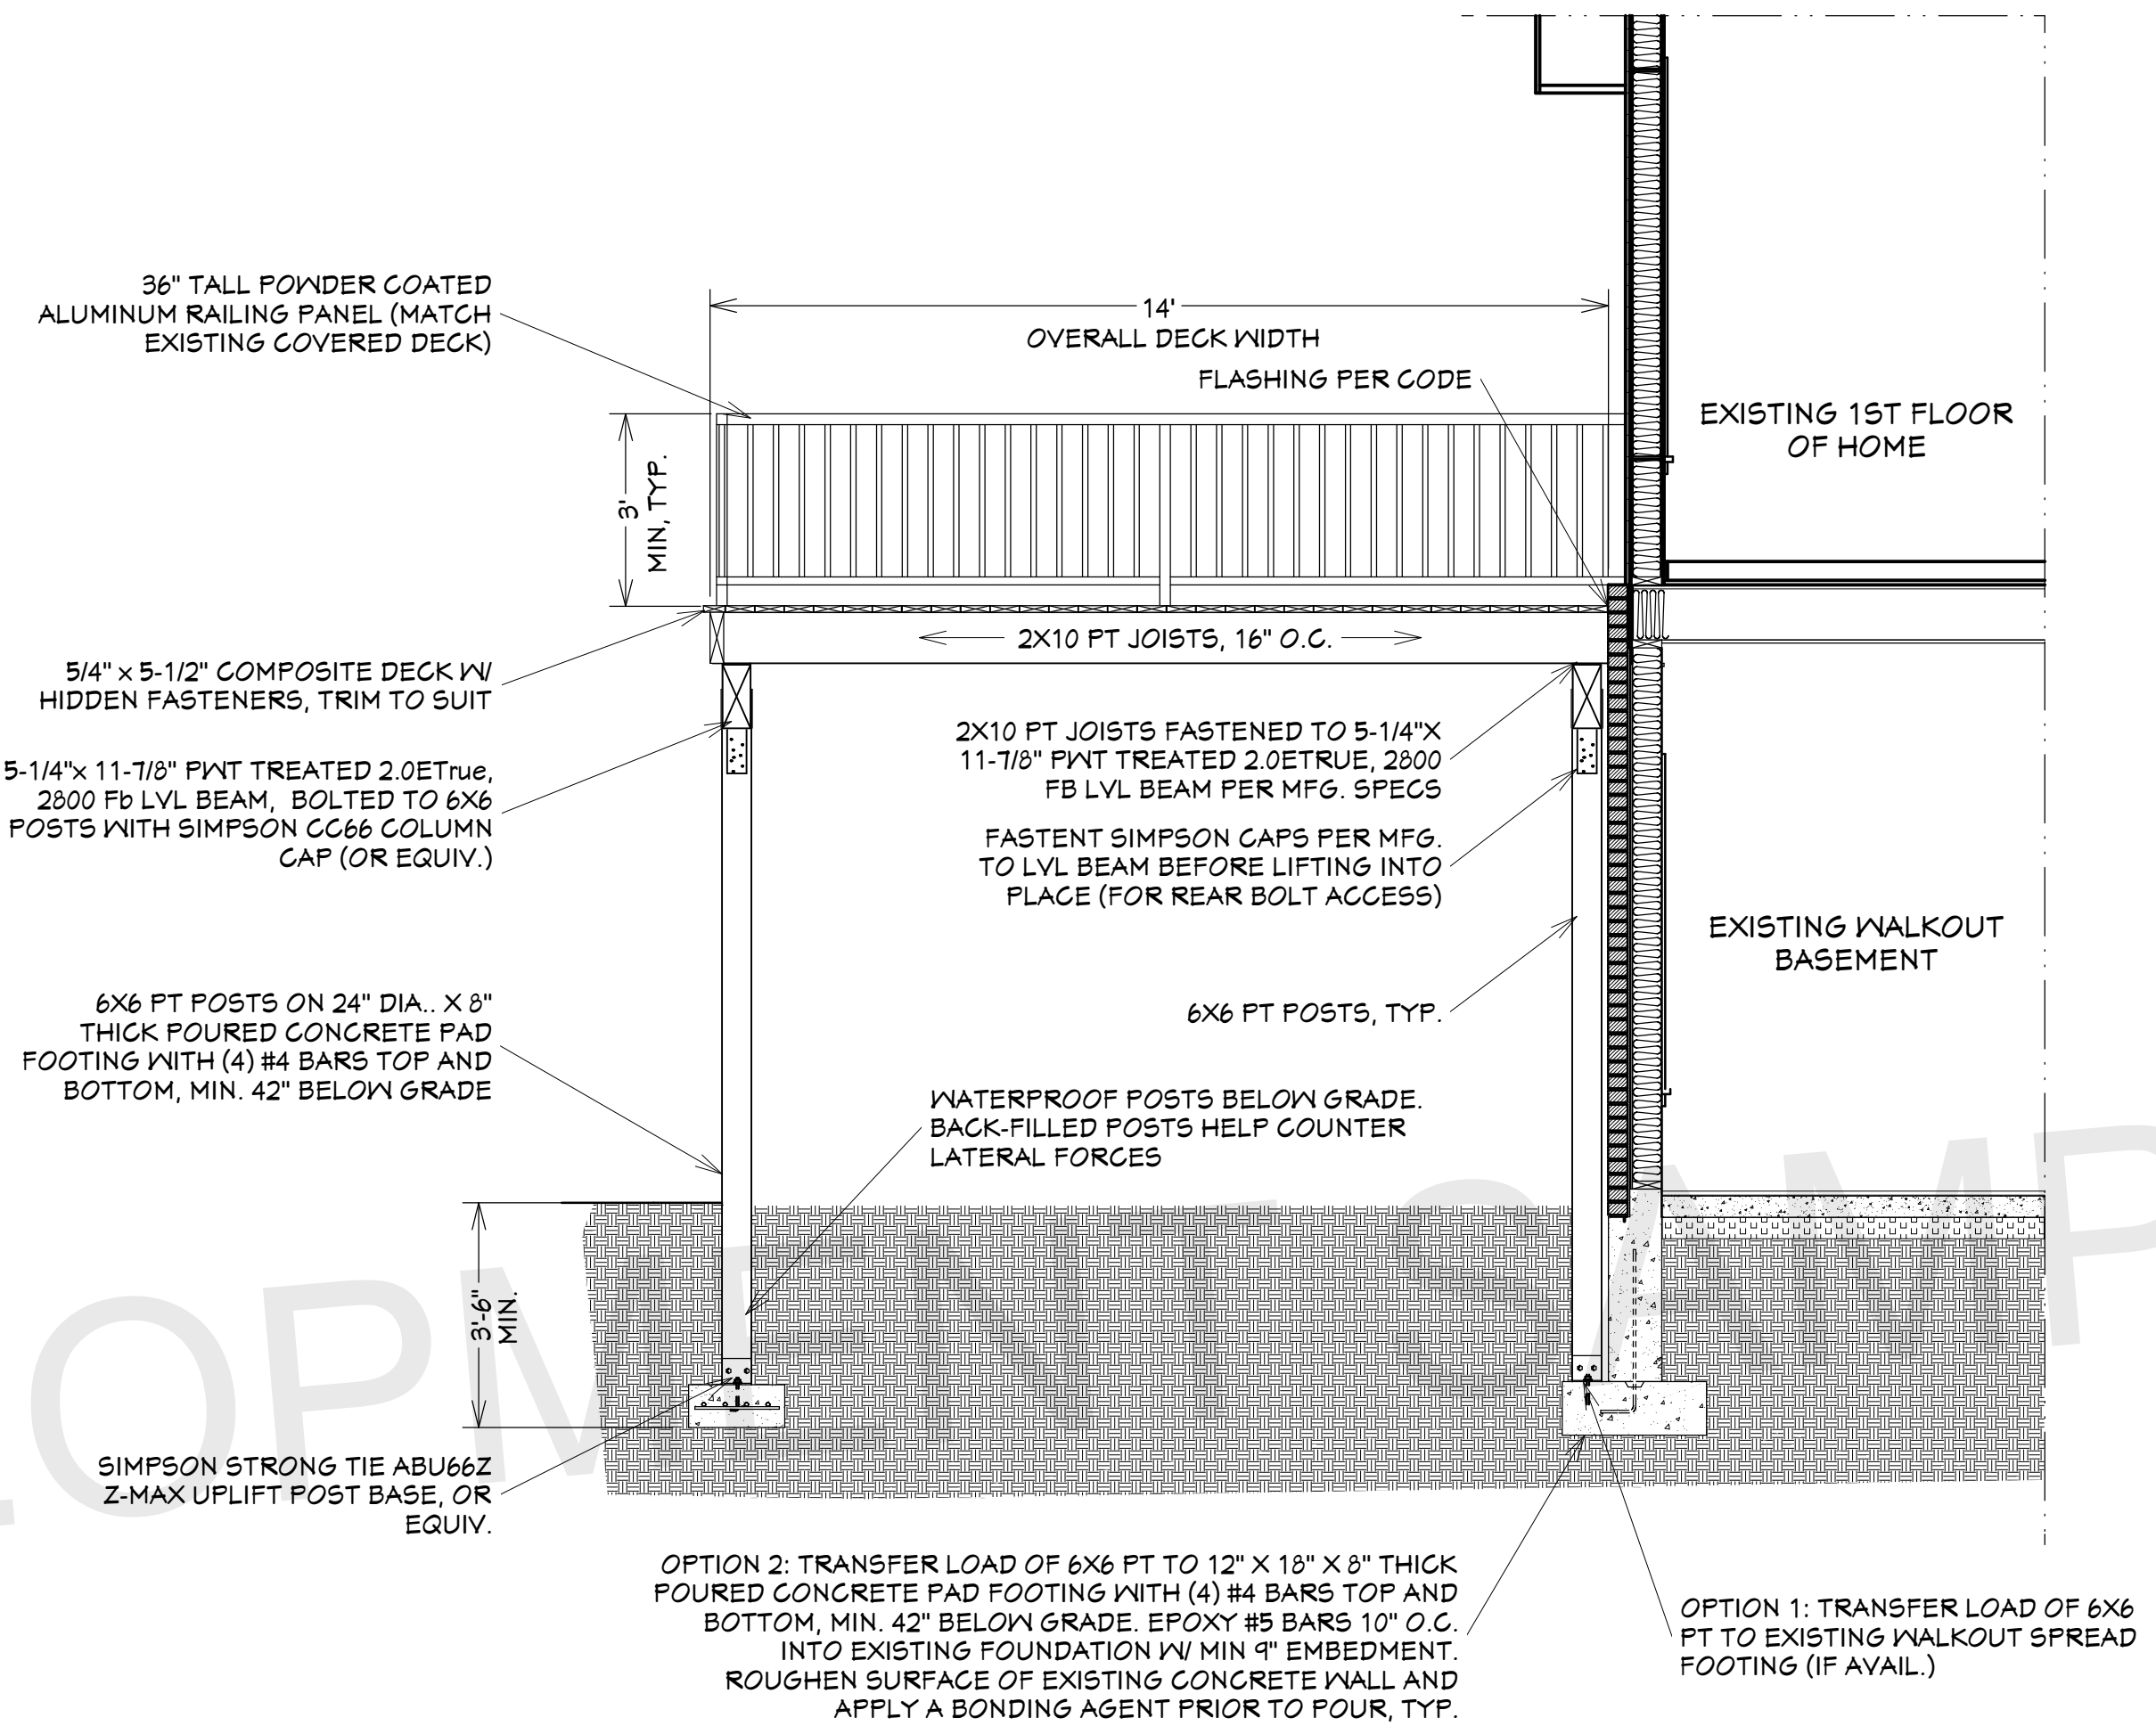 36" TALL POWDER COATED
ALUMINUM RAILING PANEL (MATCH
EXISTING COVERED DECK)
14'
OVERALL DECK WIDTH
FLASHING PER CODE
EXISTING 1ST FLOOR
OF HOME
3'
MIN, TYP.
2X10 PT JOISTS, 16" O.C.
5/4" x 5-1/2" COMPOSITE DECK W/
HIDDEN FASTENERS, TRIM TO SUIT
5-1/4"x 11-7/8" PWT TREATED 2.0ETrue,
2800 Fb LVL BEAM, BOLTED TO 6X6
POSTS WITH SIMPSON CC66 COLUMN
CAP (OR EQUIV.)
2X10 PT JOISTS FASTENED TO 5-1/4"X
11-7/8" PWT TREATED 2.0ETRUE, 2800
FB LVL BEAM PER MFG. SPECS
FASTENT SIMPSON CAPS PER MFG.
TO LVL BEAM BEFORE LIFTING INTO
PLACE (FOR REAR BOLT ACCESS)
EXISTING WALKOUT
BASEMENT
6X6 PT POSTS ON 24" DIA.. X 8"
THICK POURED CONCRETE PAD
FOOTING WITH (4) #4 BARS TOP AND
BOTTOM, MIN. 42" BELOW GRADE
6X6 PT POSTS, TYP.
WATERPROOF POSTS BELOW GRADE.
BACK-FILLED POSTS HELP COUNTER
LATERAL FORCES
3'-6"
MIN.
SIMPSON STRONG TIE ABU66Z
Z-MAX UPLIFT POST BASE, OR
EQUIV.
OPTION 2: TRANSFER LOAD OF 6X6 PT TO 12" X 18" X 8" THICK
POURED CONCRETE PAD FOOTING WITH (4) #4 BARS TOP AND
BOTTOM, MIN. 42" BELOW GRADE. EPOXY #5 BARS 10" O.C.
INTO EXISTING FOUNDATION W/ MIN 9" EMBEDMENT.
ROUGHEN SURFACE OF EXISTING CONCRETE WALL AND
APPLY A BONDING AGENT PRIOR TO POUR, TYP.
OPTION 1: TRANSFER LOAD OF 6X6
PT TO EXISTING WALKOUT SPREAD
FOOTING (IF AVAIL.)